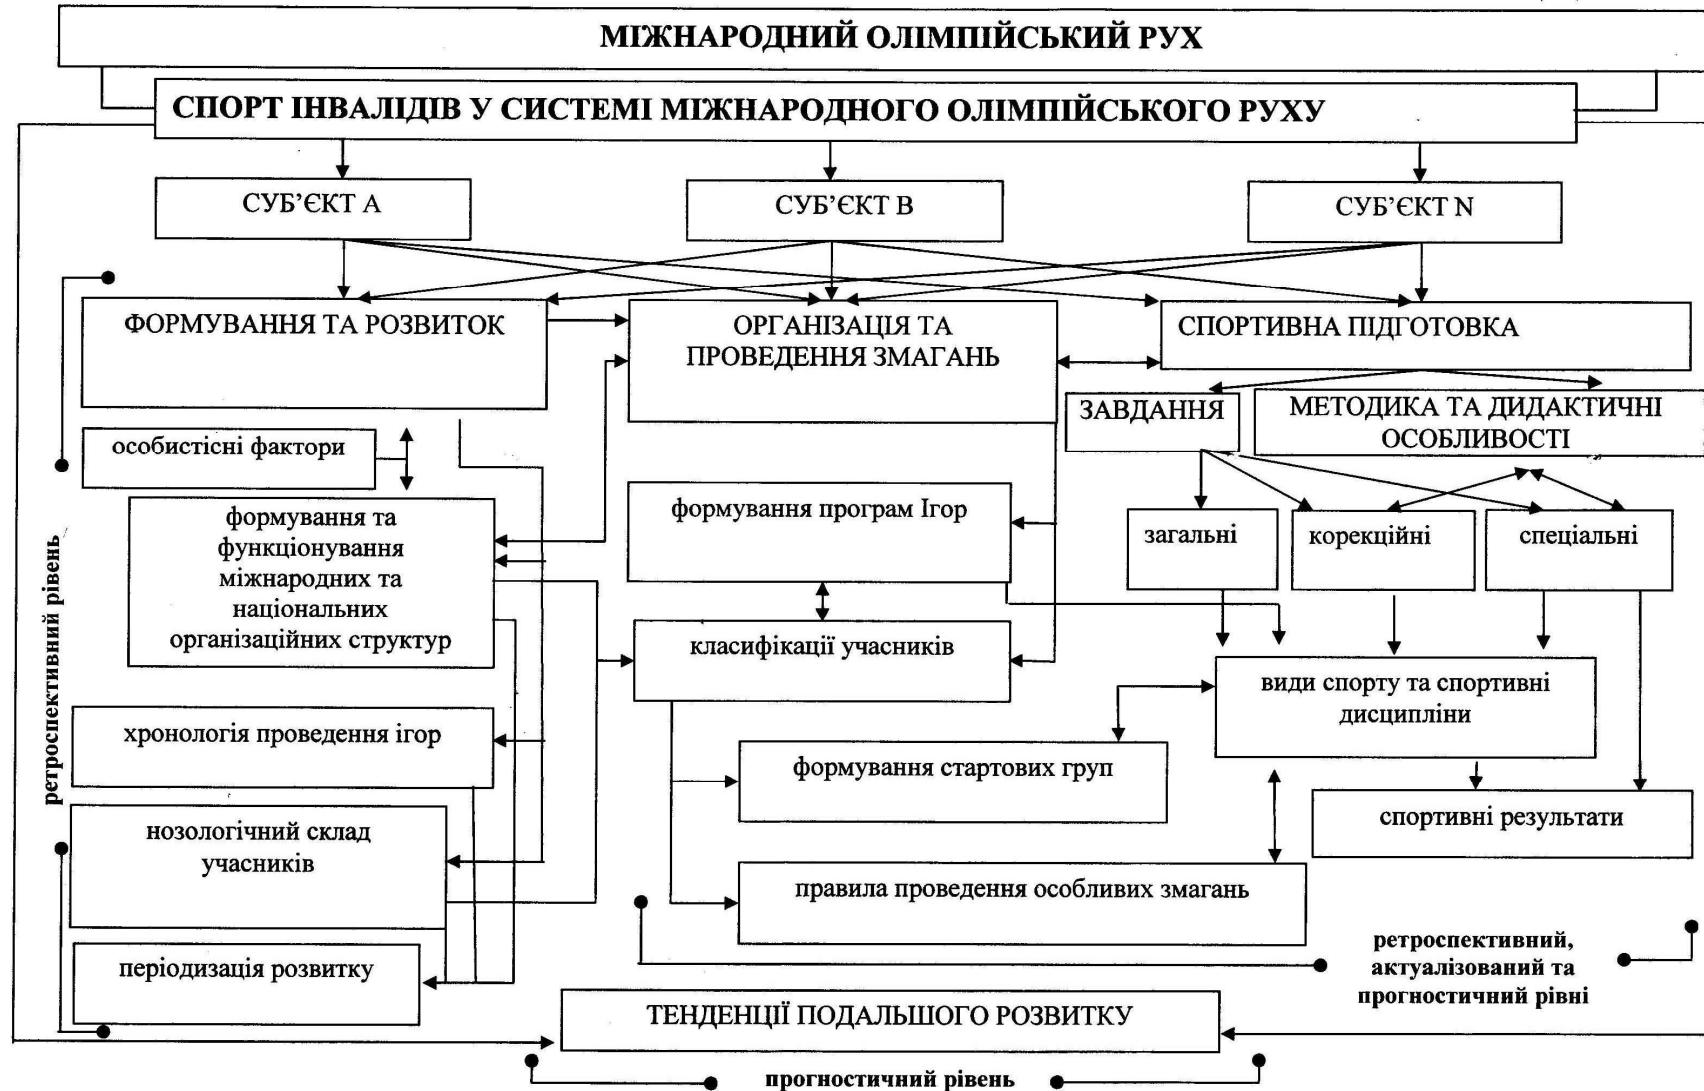 МІЖНАРОДНИЙ ОЛІМПІЙСЬКИЙ РУХ
СПОРТ ІНВАЛІДІВ У СИСТЕМІ МІЖНАРОДНОГО ОЛІМПІЙСЬКОГО РУХУ
СУБ’ЄКТ А
СУБ’ЄКТ В
СУБ’ЄКТ N
ФОРМУВАННЯ ТА РОЗВИТОК
ОРГАНІЗАЦІЯ ТА
ПРОВЕДЕННЯ ЗМАГАНЬ
СПОРТИВНА ПІДГОТОВКА
ЗАВДАННЯ
МЕТОДИКА ТА ДИДАКТИЧНІ
ОСОБЛИВОСТІ
особистісні фактори
формування та
функціонування
міжнародних та
національних
організаційних структур
формування програм Ігор
загальні
корекційні
спеціальні
ретроспективний рівень
класифікації учасників
види спорту та спортивні
дисципліни
хронологія проведення ігор
формування стартових груп
спортивні результати
нозологічний склад
учасників
правила проведення особливих змагань
періодизація розвитку
ретроспективний,
актуалізований та
прогностичний рівні
ТЕНДЕНЦІЇ ПОДАЛЬШОГО РОЗВИТКУ
прогностичний рівень